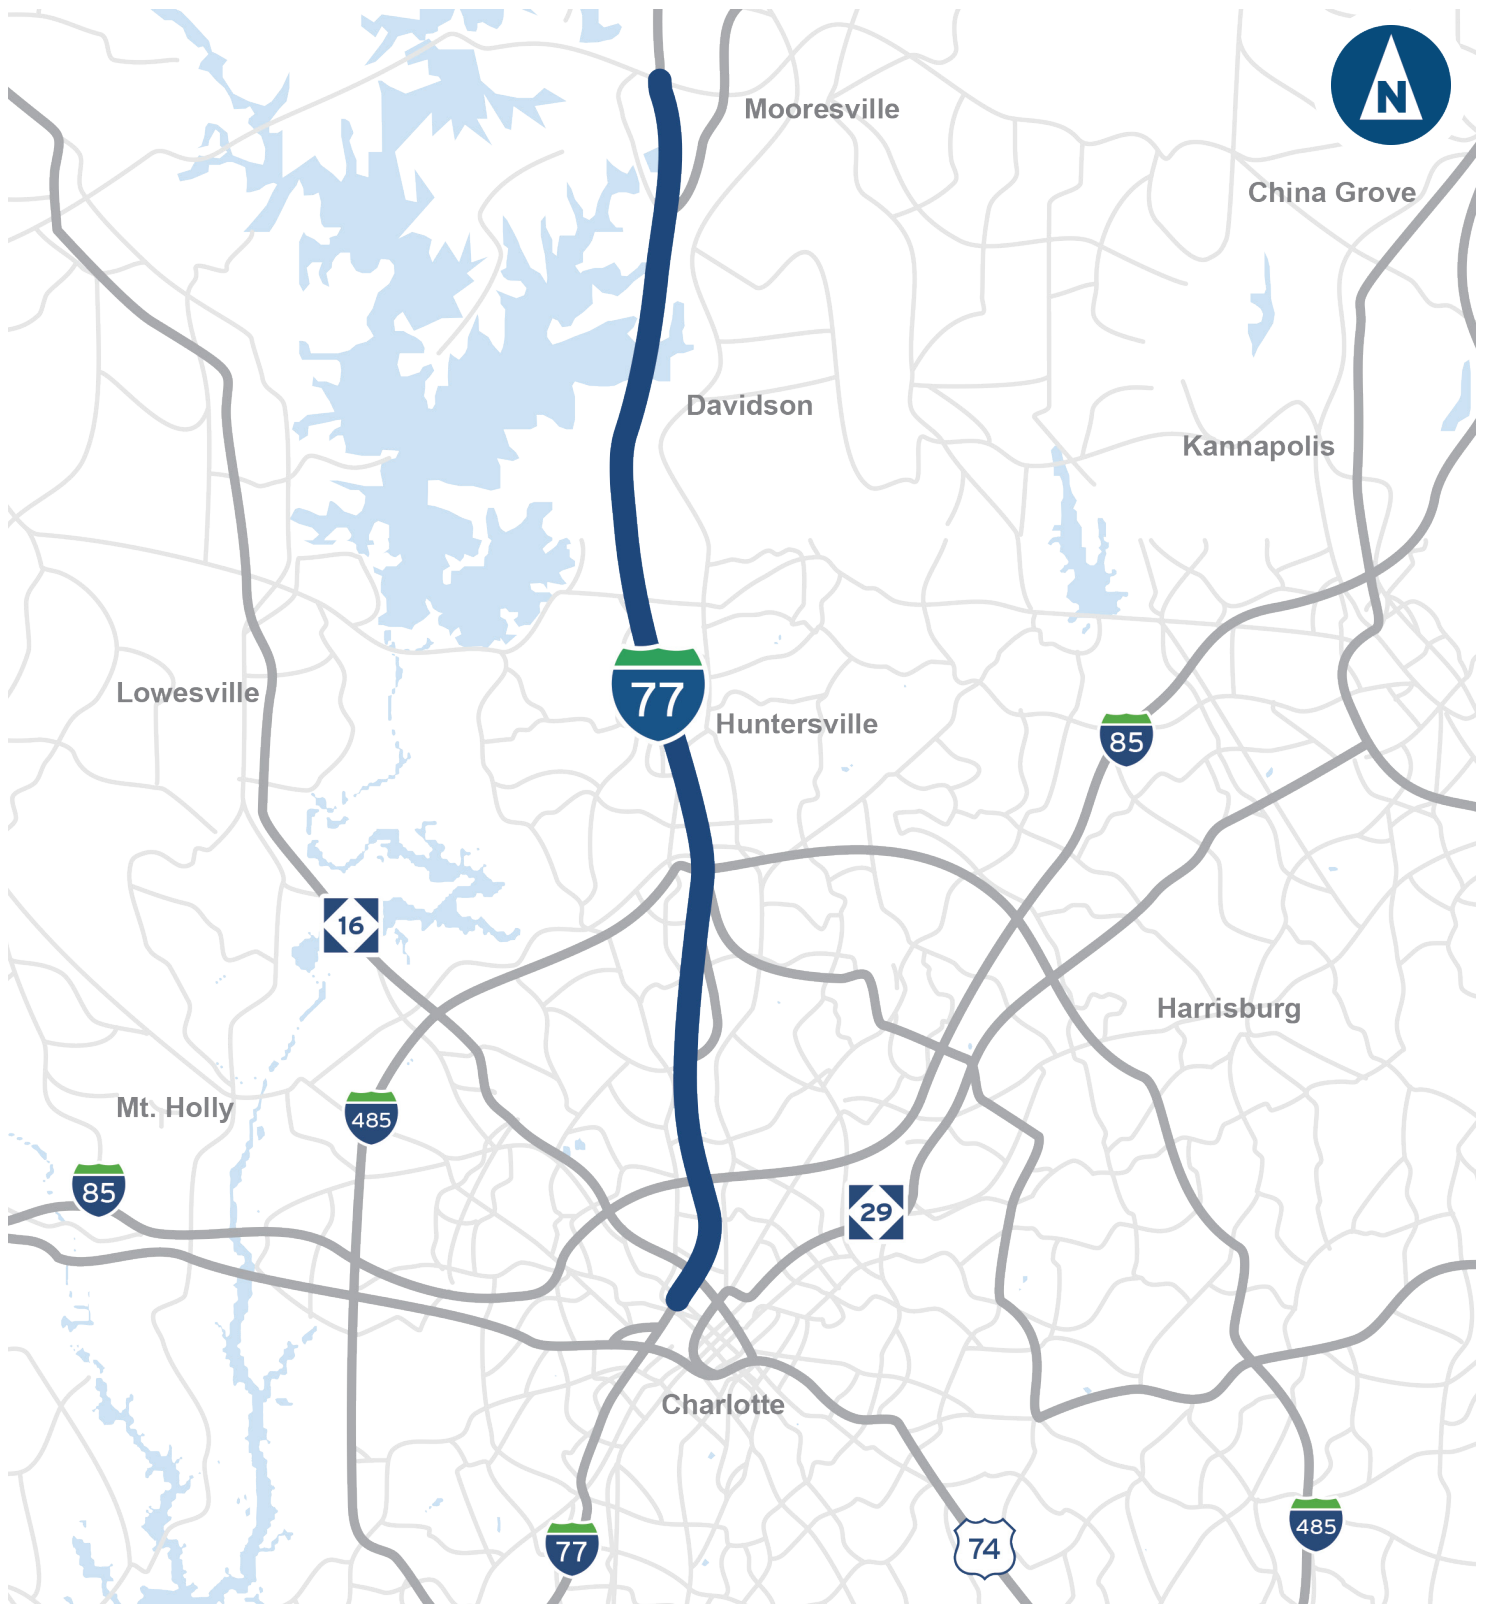 N
Mooresville
China Grove
Davidson
Kannapolis
Lowesville
77
Huntersville
85
16
Harrisburg
Mt. Holly
485
85
29
Charlotte
77
74
485